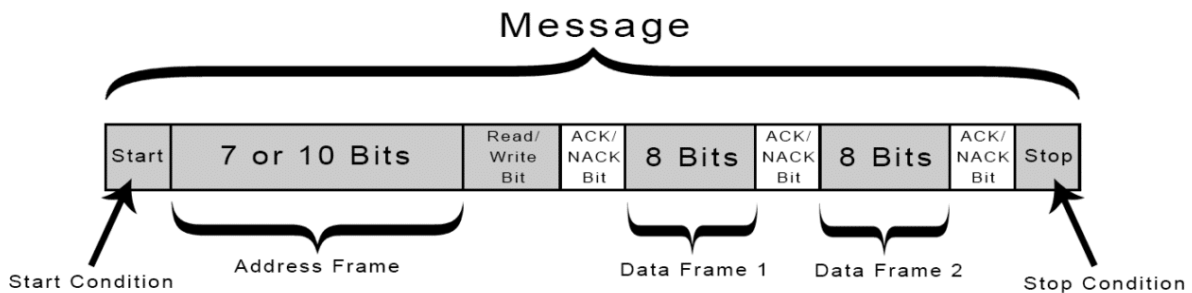 Message
Start
7 or 10 Bits
Read/
Write
Bit
ACK/
NACK
Bit
8 Bits
ACK/
NACK
Bit
8 Bits
ACK/
NACK
Bit
Stop
Start Condition
Address Frame
Data Frame 1
Data Frame 2
Stop Condition